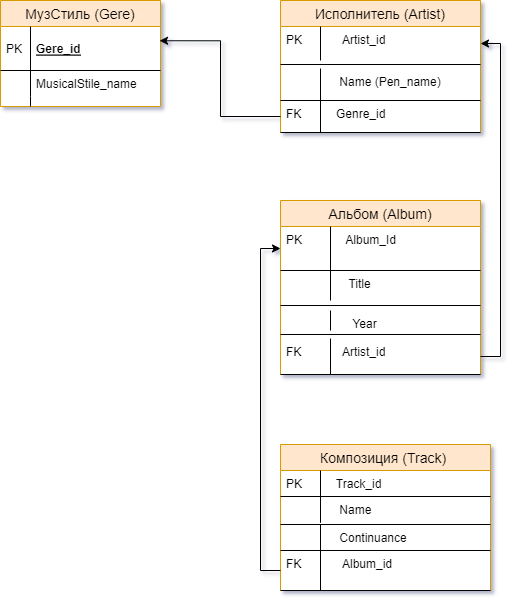 МузСтиль (Gere)
PK Gere_id
MusicalStile_name
Исполнитель (Artist)
PK Artist_id
Name (Pen_name)
FK Genre_id
Альбом (Album)
PK Album_Id
Title
Year
FK Artist_id
Композиция (Track)
PK Track_id
Name
Continuance
FK Album_id